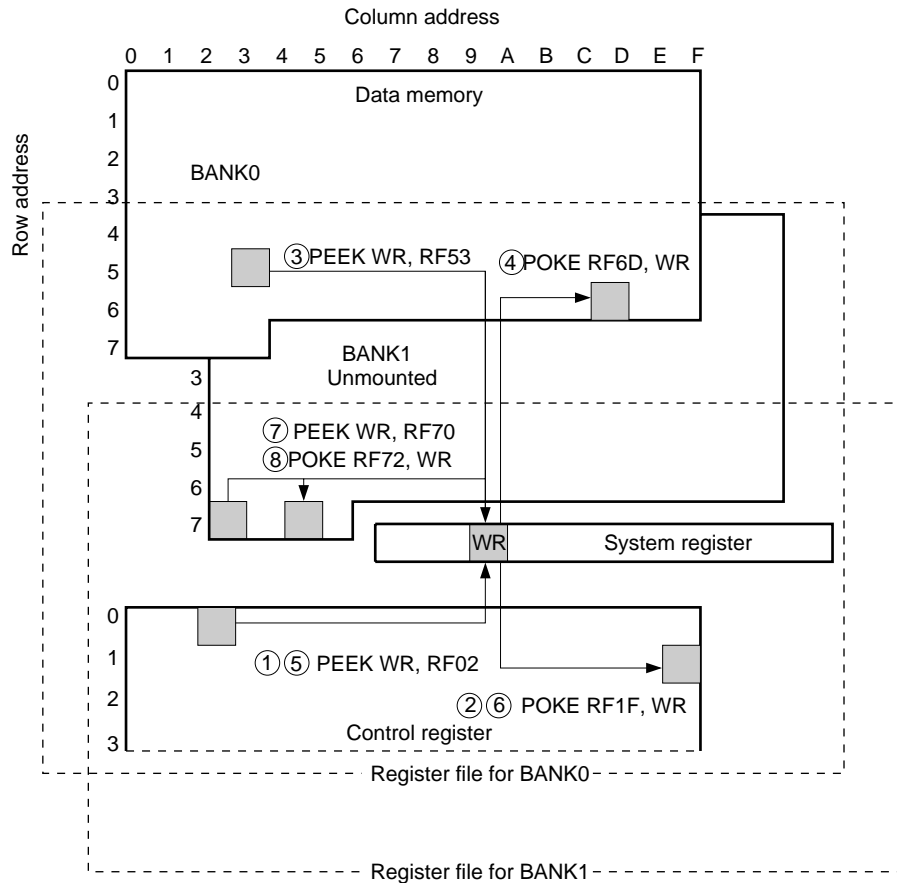 Column address
0 1 2 3 4 5 6 7 8 9 A B C D E F
Row address
0
1
2
3
4
5
6
7
Data memory
BANK0
③PEEK WR, RF53
④POKE RF6D, WR
BANK1
Unmounted
3
4
5
6
7
⑦ PEEK WR, RF70
⑧POKE RF72, WR
WR
System register
0
1
2
3
①⑤ PEEK WR, RF02
②⑥ POKE RF1F, WR
Control register
Register file for BANK0
Register file for BANK1